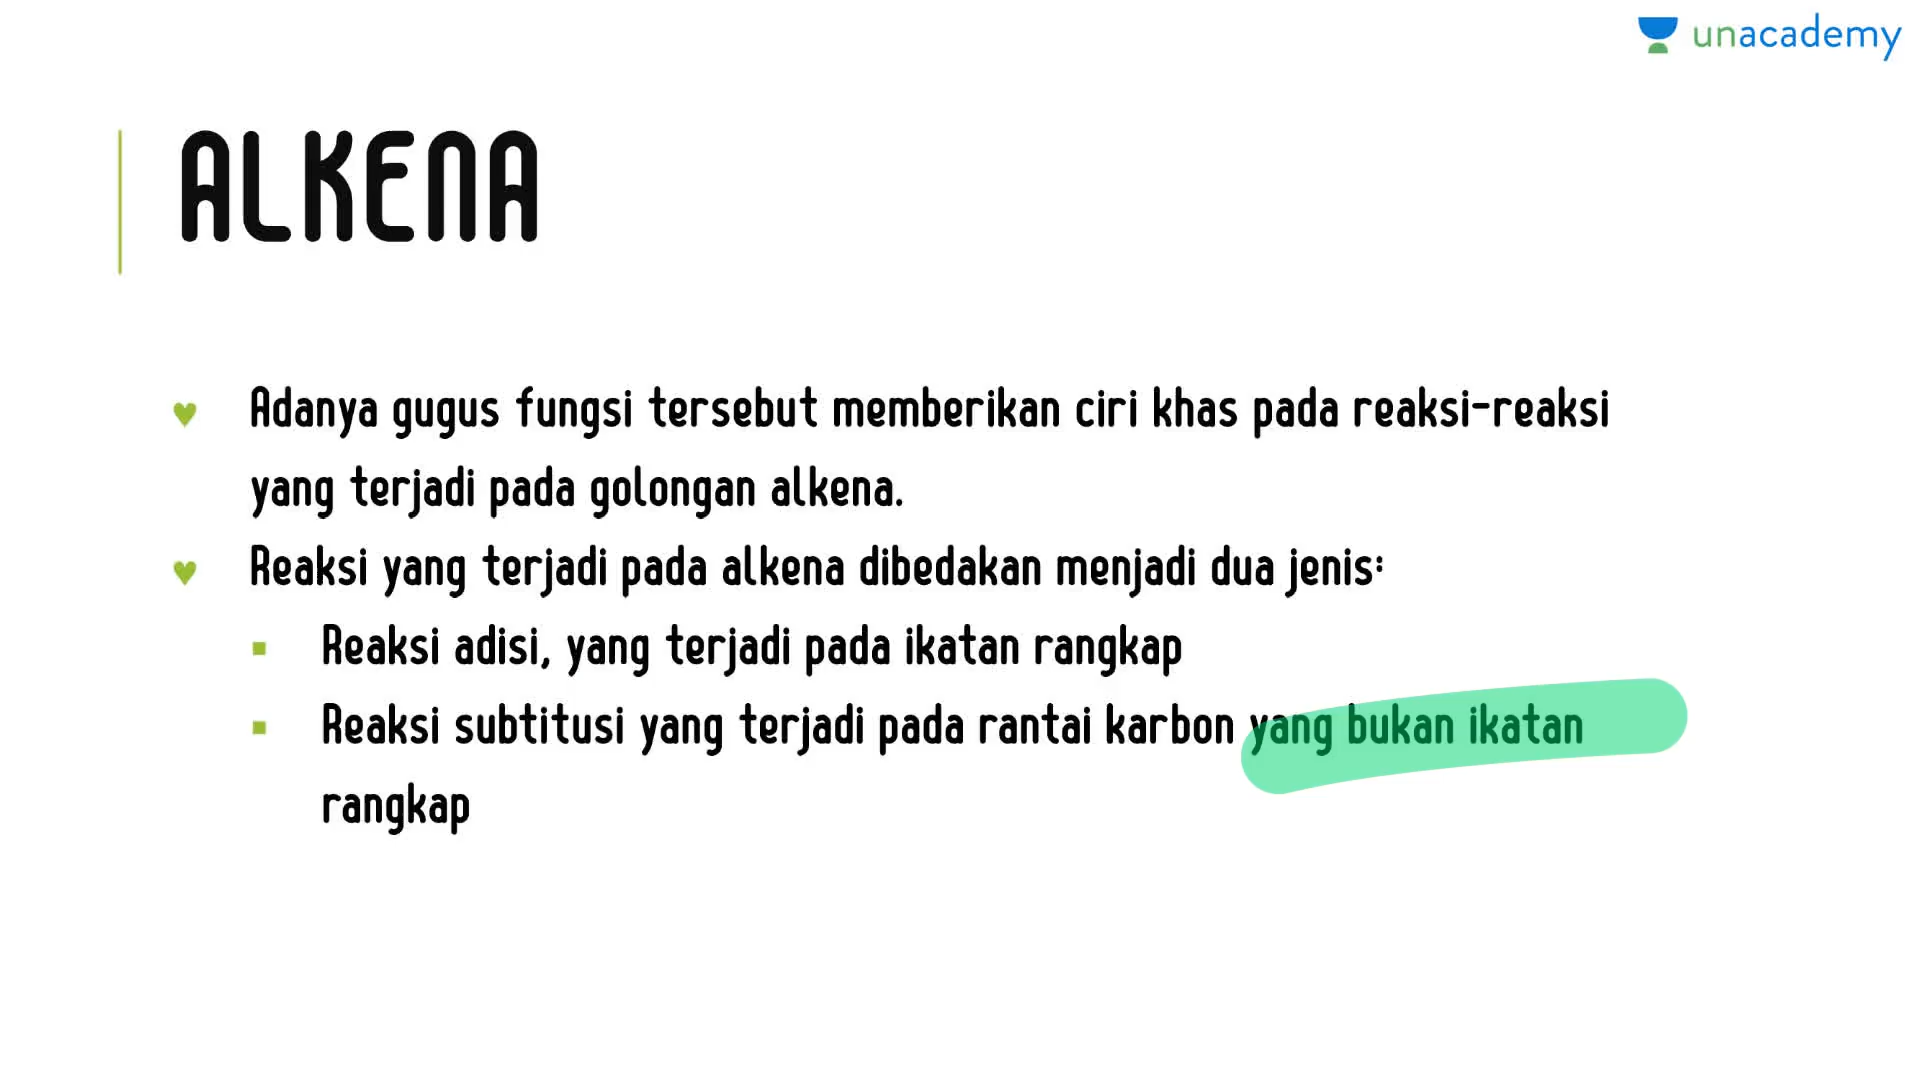 unacademy
ALKENA
Adanya gugus fungsi tersebut memberikan ciri khas pada reaksi-reaksi
yang terjadi pada golongan alkena.
Reaksi yang terjadi pada alkena dibedakan menjadi dua jenis:
Reaksi adisi, yang terjadi pada ikatan rangkap
Reaksi subtitusi yang terjadi pada rantai karbon yang bukan ikatan
rangkap